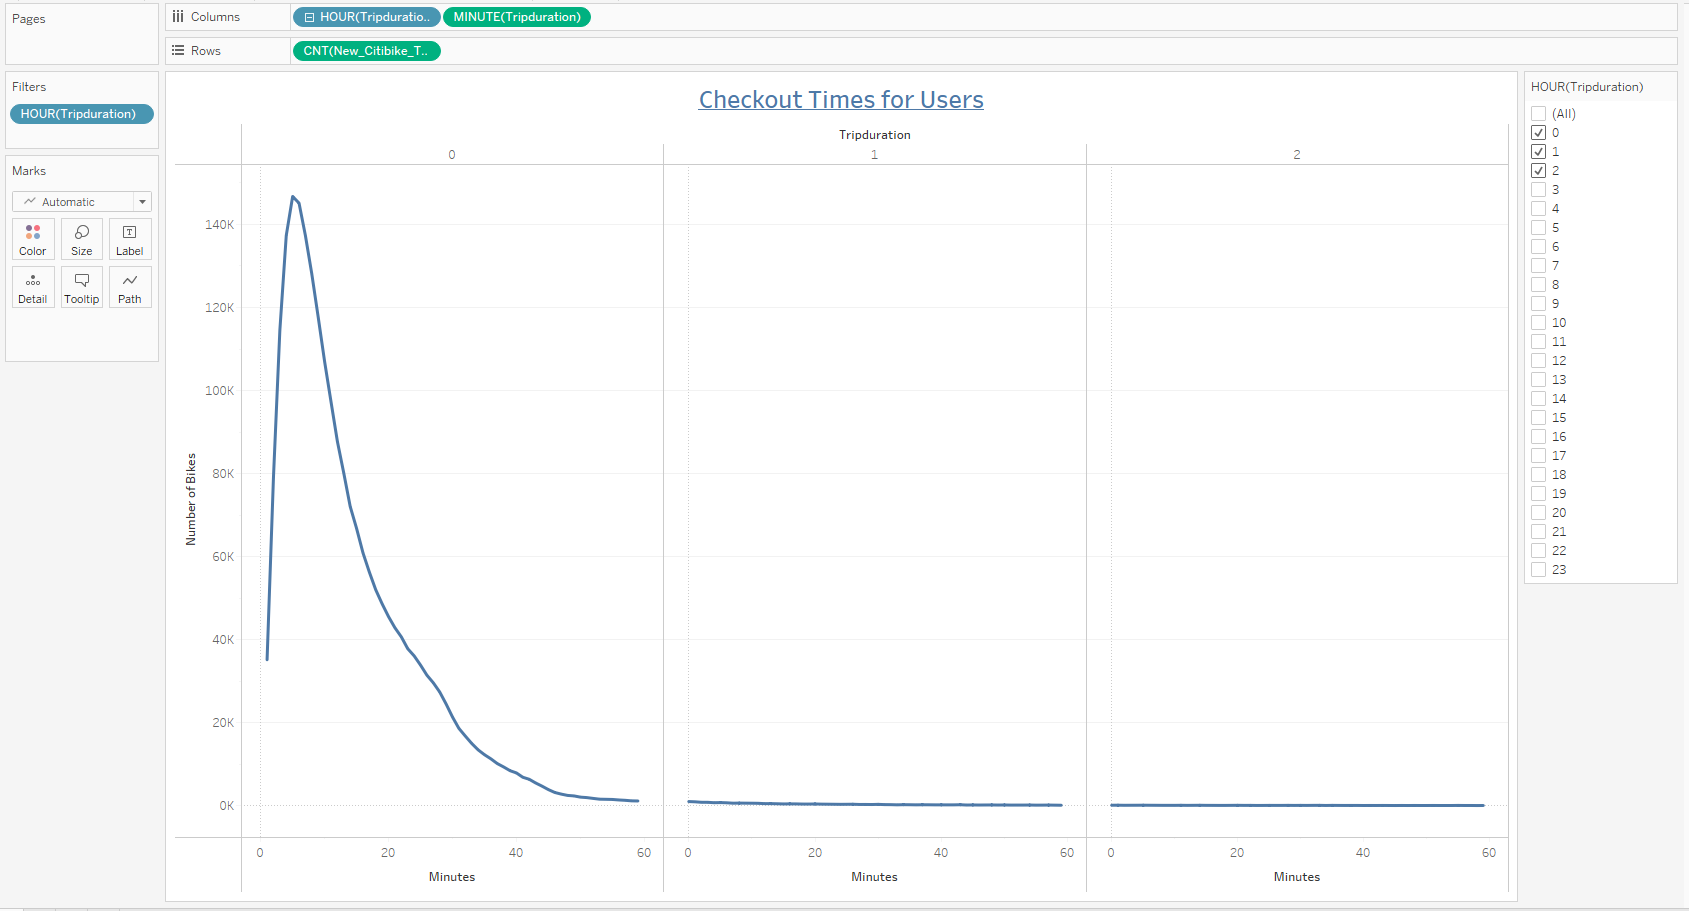 Pages
Columns
HOUR(Tripduratio..
MINUTE(Tripduration)
Rows
CNT(New_Citibike_T..
Filters
HOUR(Tripduration)
Marks
Automatic
Color
Size
Label
Detail
Tooltip
Path
Checkout Times for Users
Tripduration
0
1
2
140K
120K
100K
80K
60K
40K
20K
0K
Number of Bikes
0
20
40
60
0
20
40
60
0
20
40
60
Minutes
Minutes
Minutes
HOUR(Tripduration)
(All)
0
1
2
3
4
5
6
7
8
9
10
11
12
13
14
15
16
17
18
19
20
21
22
23